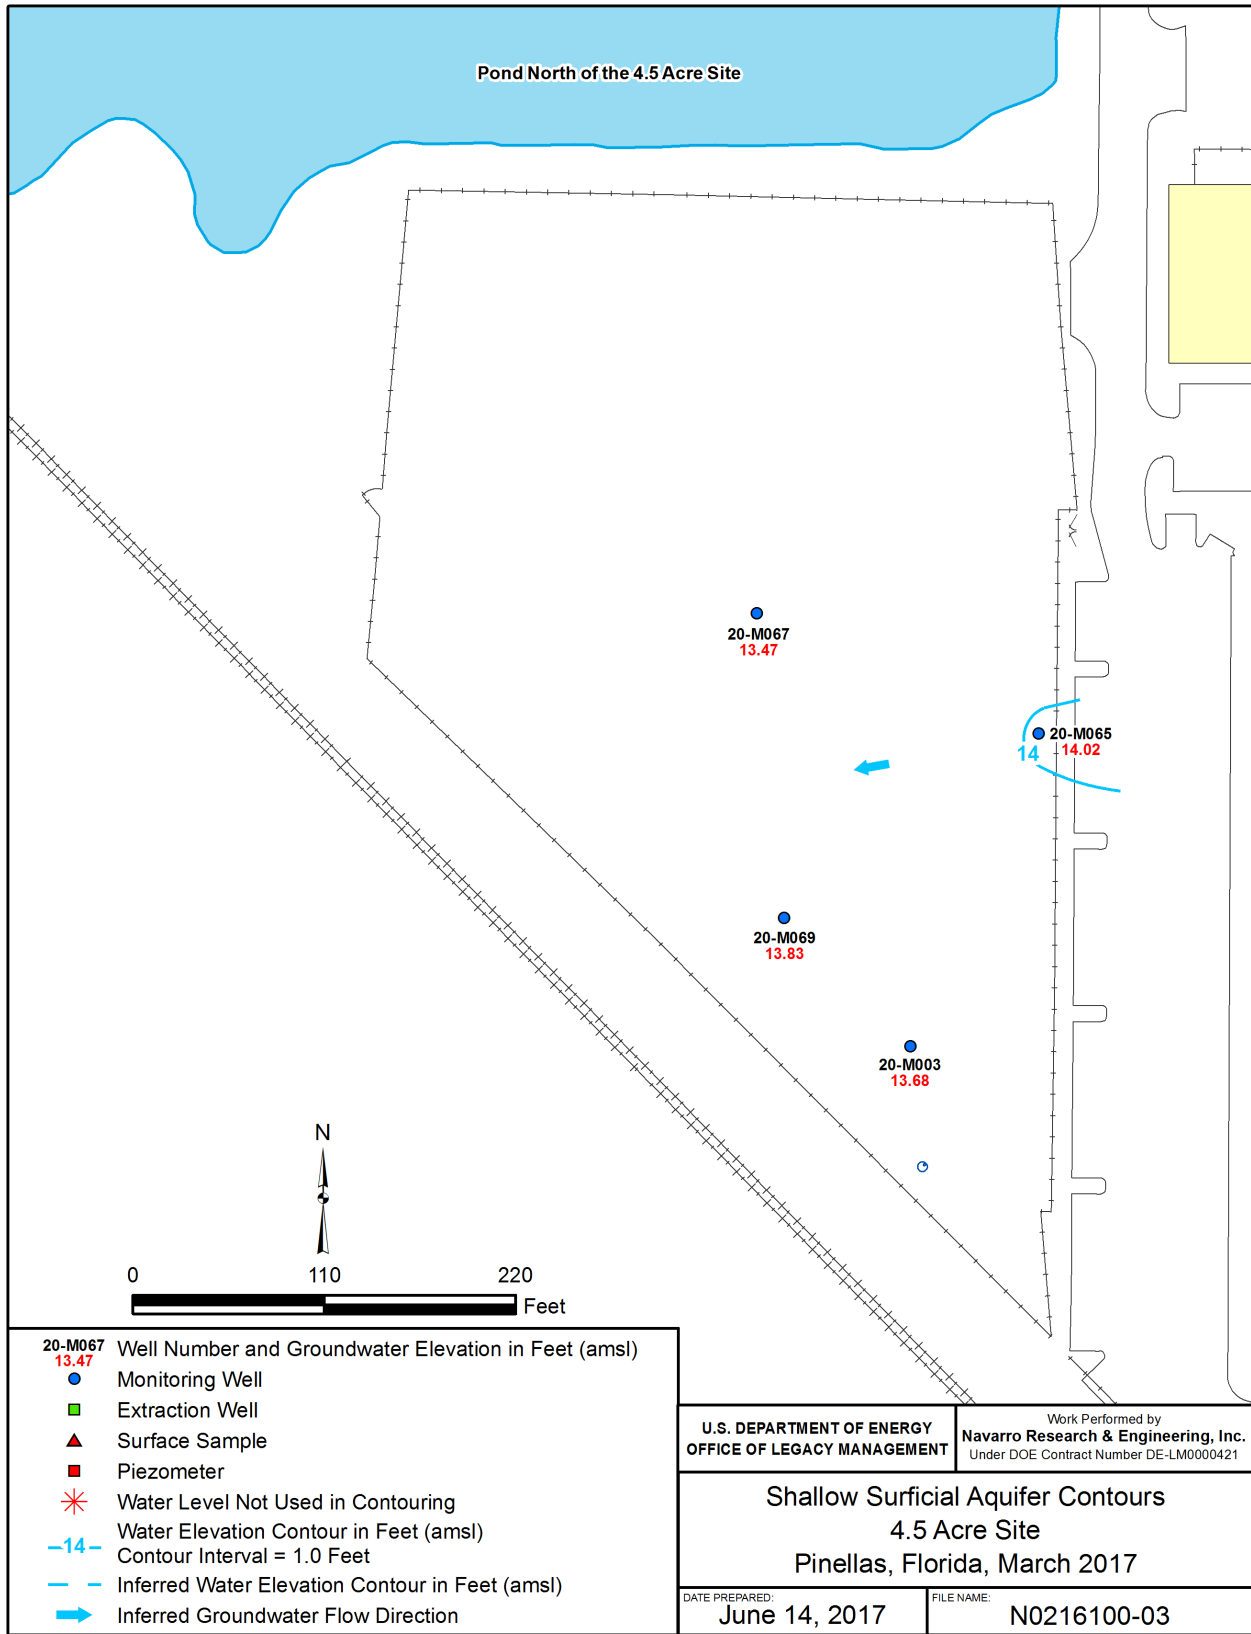 Pond North of the 4.5 Acre Site
20-M067
13.47
20-M065
14.02
14
20-M069
13.83
20-M003
13.68
N
0 110 220
Feet
20-M067 Well Number and Groundwater Elevation in Feet (amsl)
13.47
Monitoring Well
Extraction Well
Surface Sample
Piezometer
Water Level Not Used in Contouring
14 Water Elevation Contour in Feet (amsl)
Contour Interval = 1.0 Feet
Inferred Water Elevation Contour in Feet (amsl)
Inferred Groundwater Flow Direction
U.S. DEPARTMENT OF ENERGY
OFFICE OF LEGACY MANAGEMENT
Work Performed by
Navarro Research & Engineering, Inc.
Under DOE Contract Number DE-LM0000421
Shallow Surficial Aquifer Contours
4.5 Acre Site
Pinellas, Florida, March 2017
DATE PREPARED:
June 14, 2017
FILE NAME:
N0216100-03